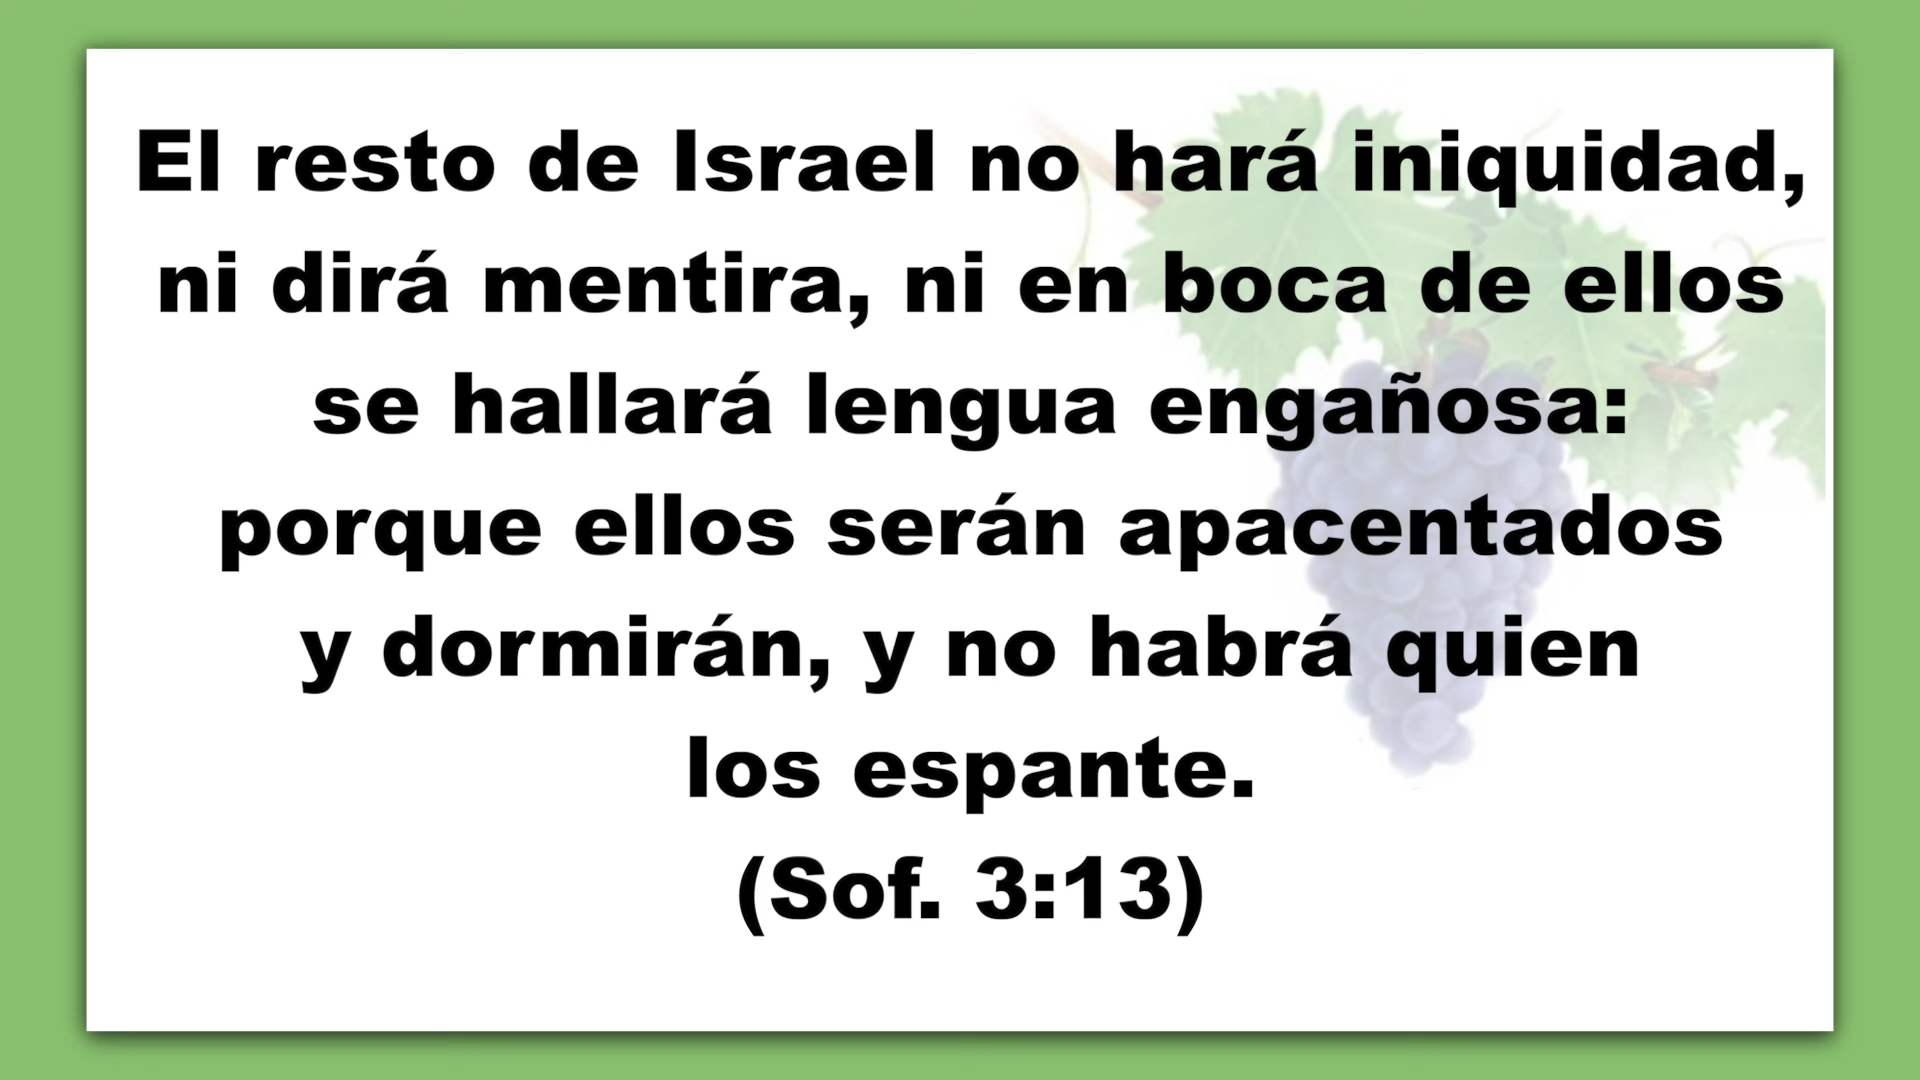 El resto de Israel no hará iniquidad,
ni dirá mentira, ni en boca de ellos
se hallará lengua engañosa:
porque ellos serán apacentados
y dormirán, y no habrá quien
los espante.
(Sof. 3:13)